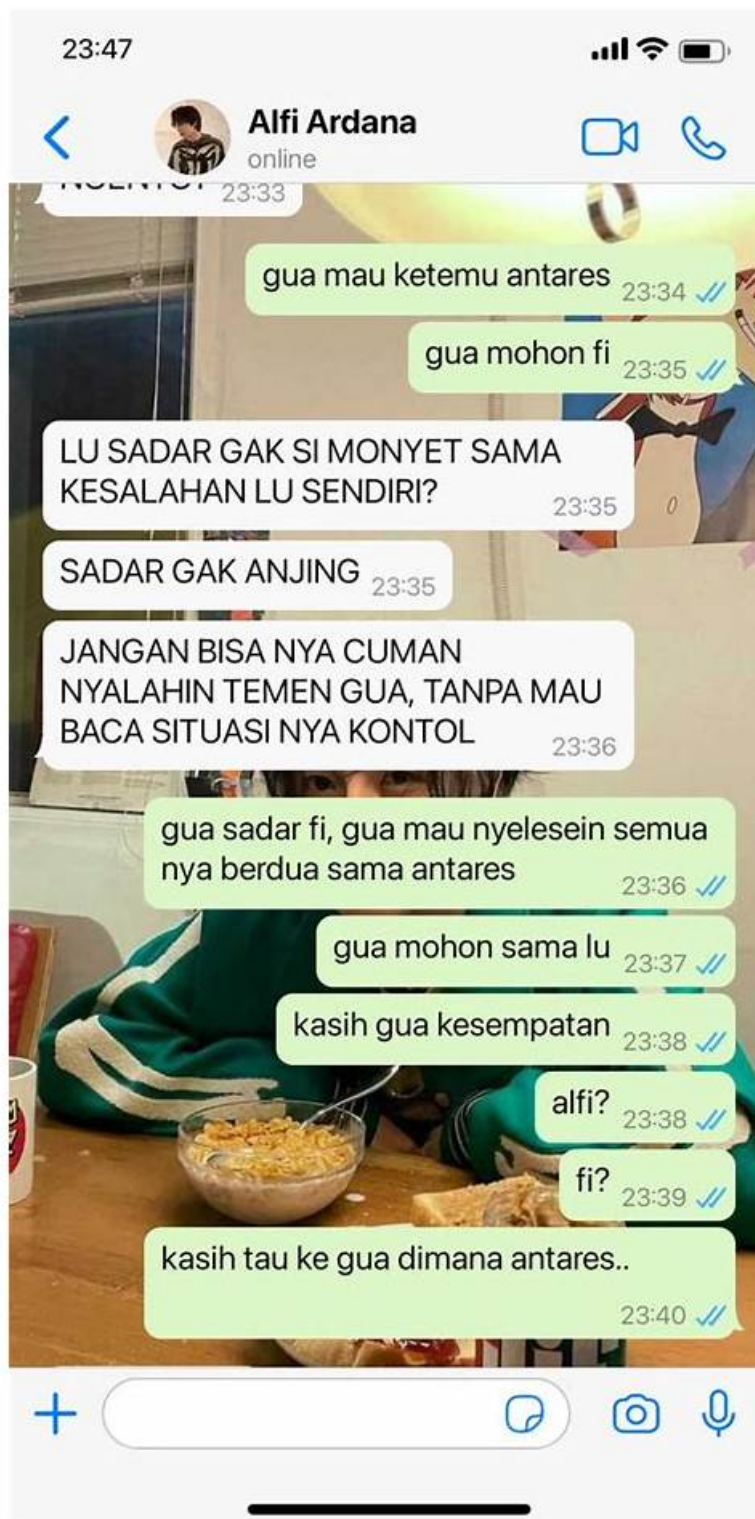 23:47
Alfi Ardana
online
23:33
gua mau ketemu antares 23:34
gua mohon fi 23:35
LU SADAR GAK SI MONYET SAMA
KESALAHAN LU SENDIRI? 23:35
SADAR GAK ANJING 23:35
JANGAN BISA NYA CUMAN
NYALAHIN TEMEN GUA, TANPA MAU
BACA SITUASI NYA KONTOL 23:36
gua sadar fi, gua mau nyelesein semua
nya berdua sama antares 23:36
gua mohon sama lu 23:37
kasih gua kesempatan 23:38
alfi? 23:38
fi? 23:39
kasih tau ke gua dimana antares..
23:40